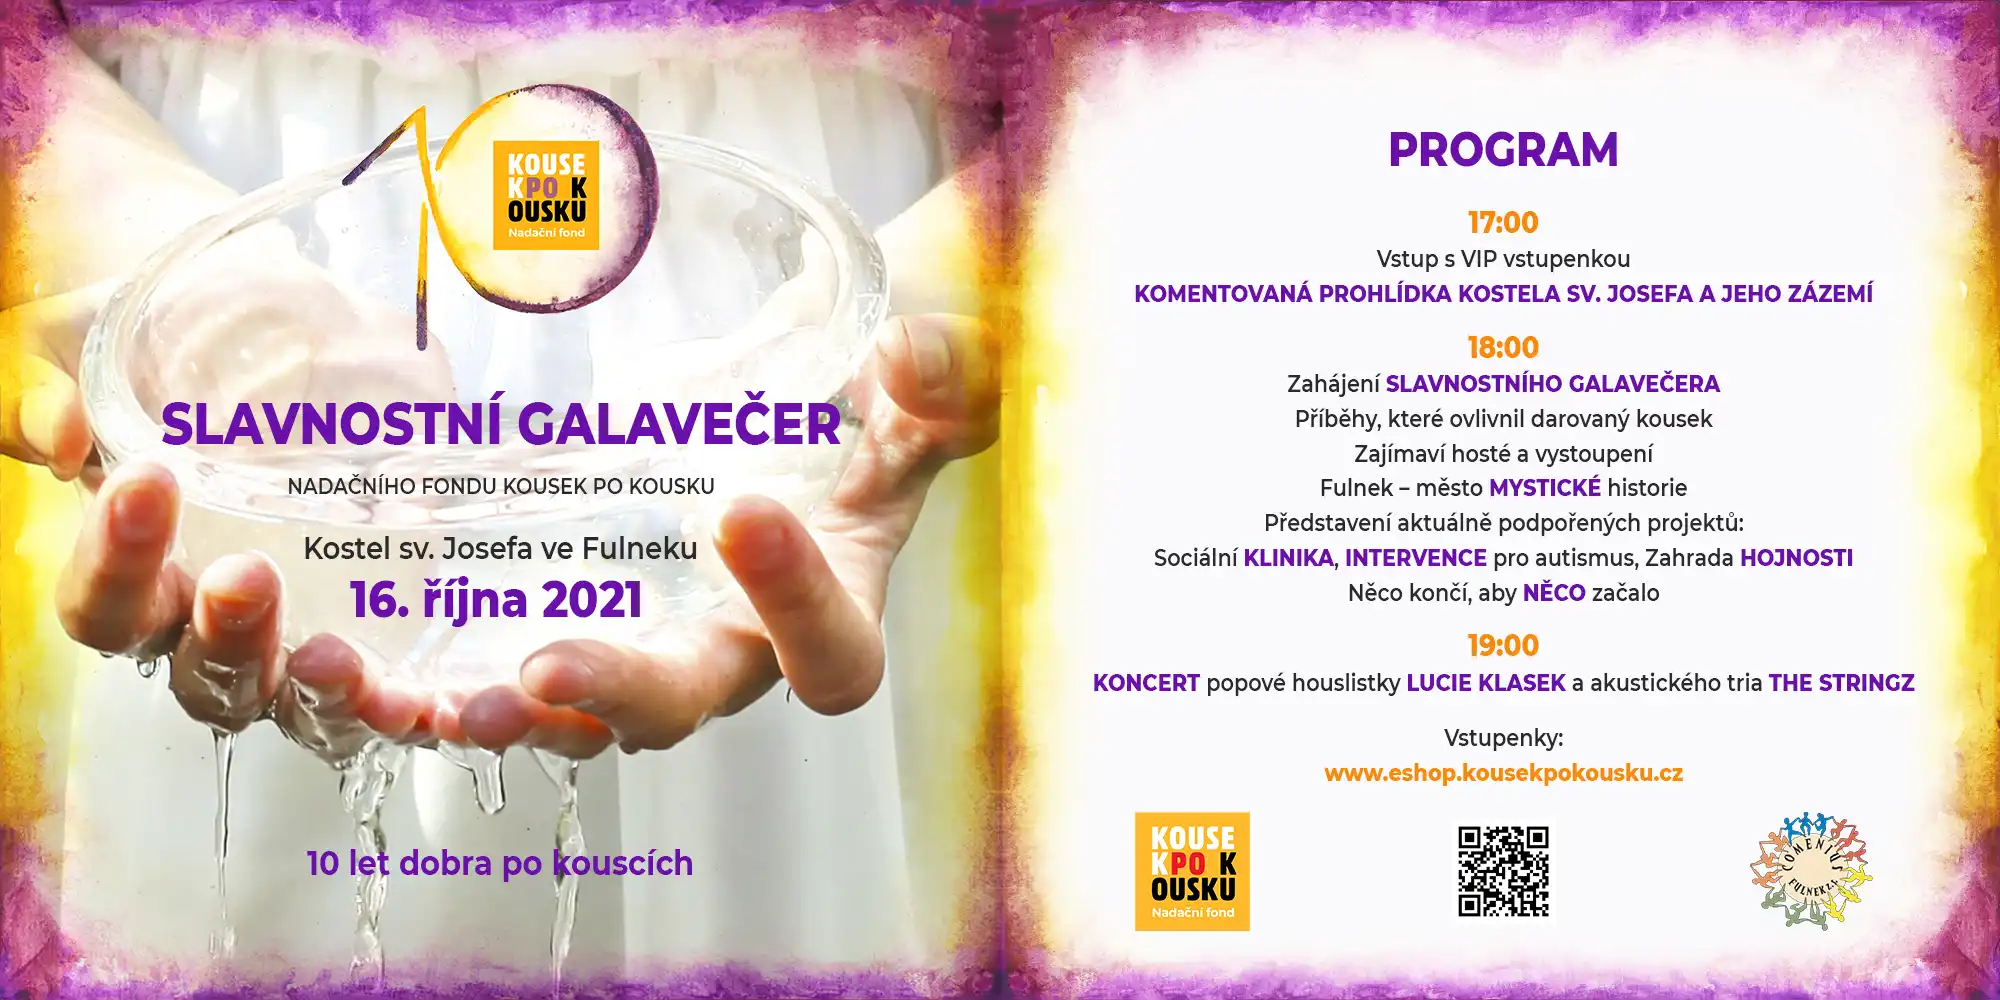 KOUSE
KPO K
OUSKU
Nadační fond
SLAVNOSTNÍ GALAVEČER
NADAČNÍHO FONDU KOUSEK PO KOUSKU
Kostel sv. Josefa ve Fulneku
16. října 2021
10 let dobra po kouscích
PROGRAM
17:00
Vstup s VIP vstupenkou
KOMENTOVANÁ PROHLÍDKA KOSTELA SV. JOSEFA A JEHO ZÁZEMÍ
18:00
Zahájení SLAVNOSTNÍHO GALAVEČERA
Příběhy, které ovlivnil darovaný kousek
Zajímaví hosté a vystoupení
Fulnek – město MYSTICKÉ historie
Představení aktuálně podpořených projektů:
Sociální KLINIKA, INTERVENCE pro autismus, Zahrada HOJNOSTI
Něco končí, aby NĚCO začalo
19:00
KONCERT popové houslistky LUCIE KLASEK a akustického tria THE STRINGZ
Vstupenky:
www.eshop.kousekpokousku.cz
KOUSE
KPO K
OUSKU
Nadační fond
COMENIUS
FULNEK Z.S.